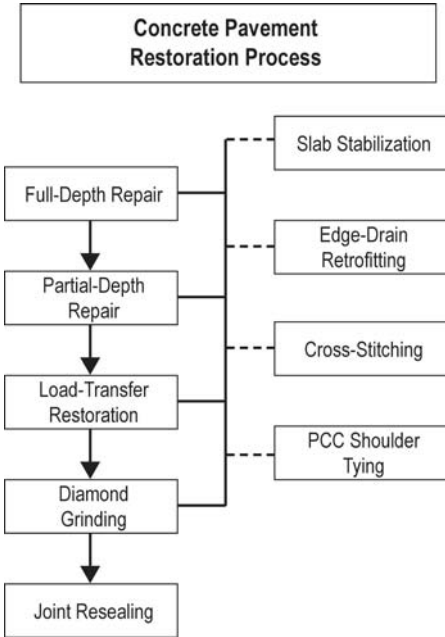 Concrete Pavement
Restoration Process
Slab Stabilization
Full-Depth Repair
Edge-Drain
Retrofitting
Partial-Depth
Repair
Cross-Stitching
Load-Transfer
Restoration
PCC Shoulder
Tying
Diamond
Grinding
Joint Resealing